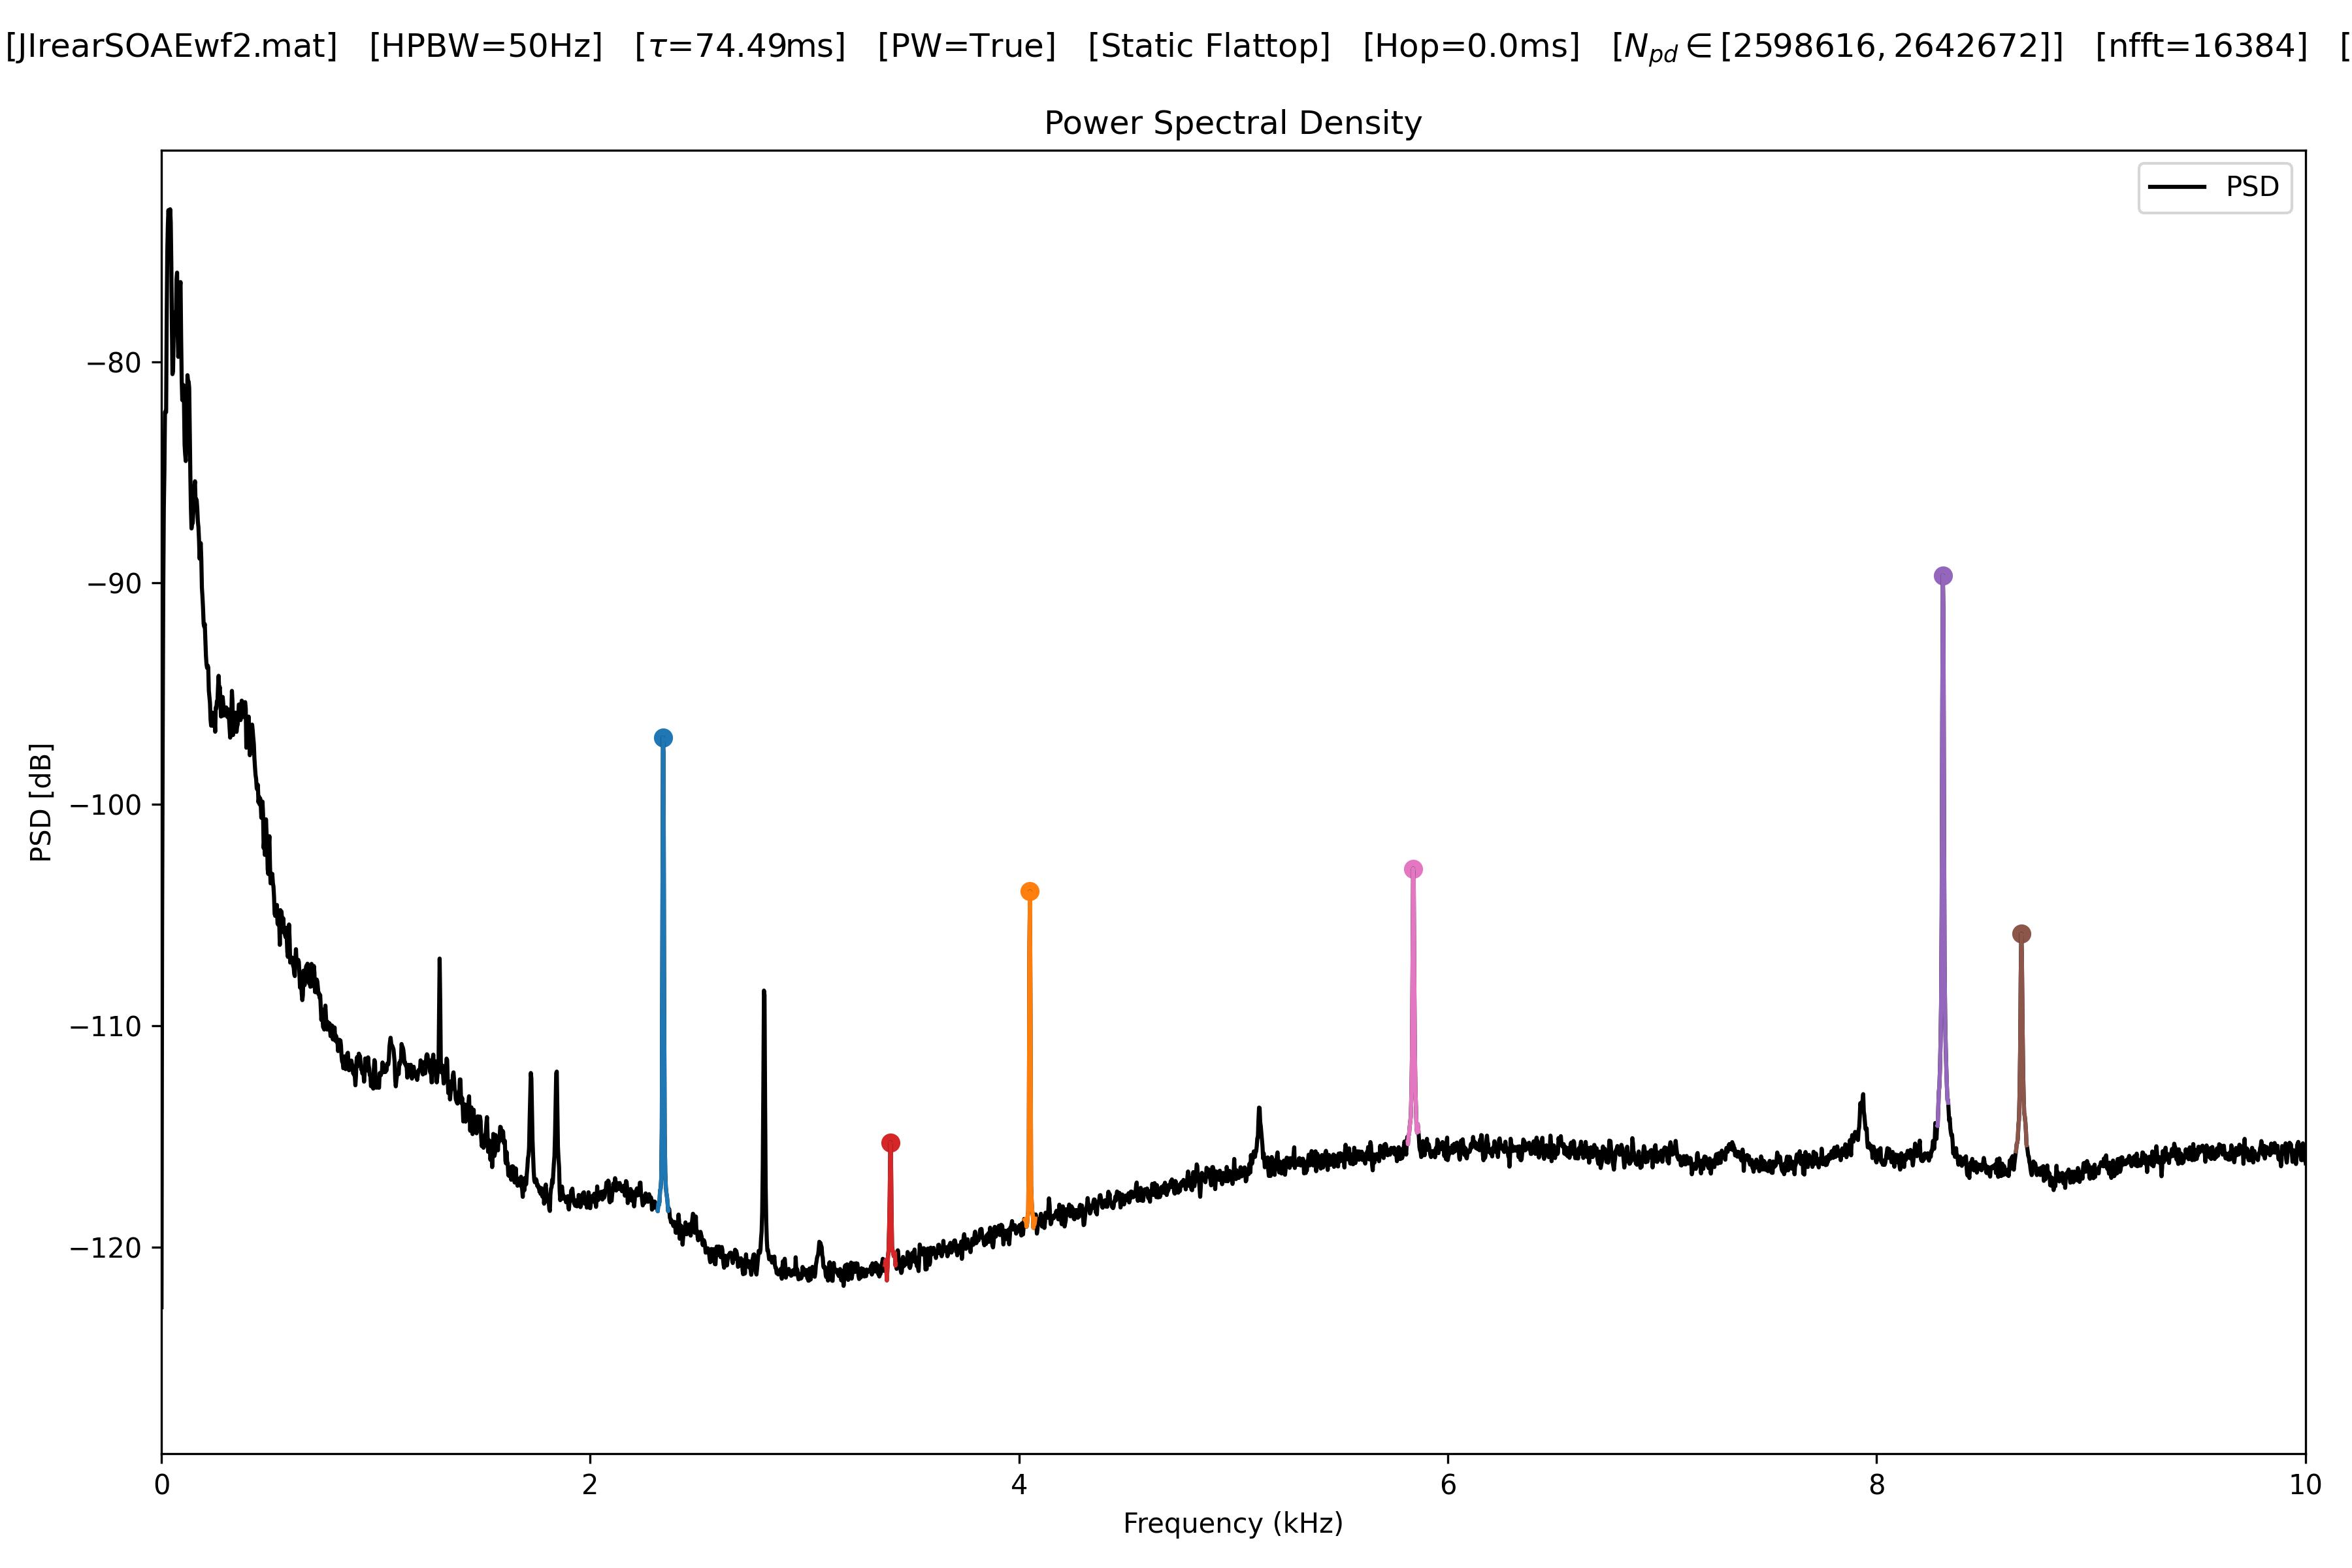 [JIrearSOAEwf2.mat] [HPBW=50Hz] [τ=74.49ms] [PW=True] [Static Flattop] [Hop=0.0ms] [N_pd ∈ [2598616, 2642672]] [nfft=16384] [
Power Spectral Density
PSD
−80
−90
−100
−110
−120
PSD [dB]
0 2 4 6 8 10
Frequency (kHz)